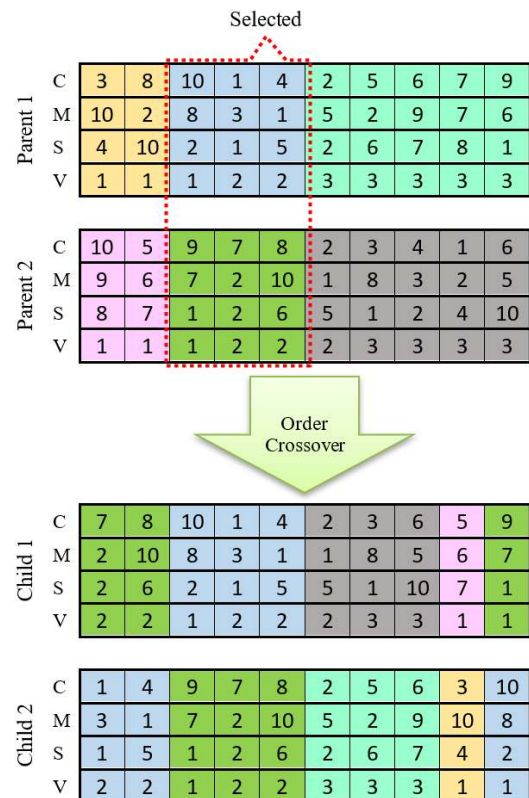 Selected
Parent 1
C 3 8 10 1 4 2 5 6 7 9
M 10 2 8 3 1 5 2 9 7 6
S 4 10 2 1 5 2 6 7 8 1
V 1 1 1 2 2 3 3 3 3 3
Parent 2
C 10 5 9 7 8 2 3 4 1 6
M 9 6 7 2 10 1 8 3 2 5
S 8 7 1 2 6 5 1 2 4 10
V 1 1 1 2 2 2 3 3 3 3
Order
Crossover
Child 1
C 7 8 10 1 4 2 3 6 5 9
M 2 10 8 3 1 1 8 5 6 7
S 2 6 2 1 5 5 1 10 7 1
V 2 2 1 2 2 2 3 3 1 1
Child 2
C 1 4 9 7 8 2 5 6 3 10
M 3 1 7 2 10 5 2 9 10 8
S 1 5 1 2 6 2 6 7 4 2
V 2 2 1 2 2 3 3 3 1 1